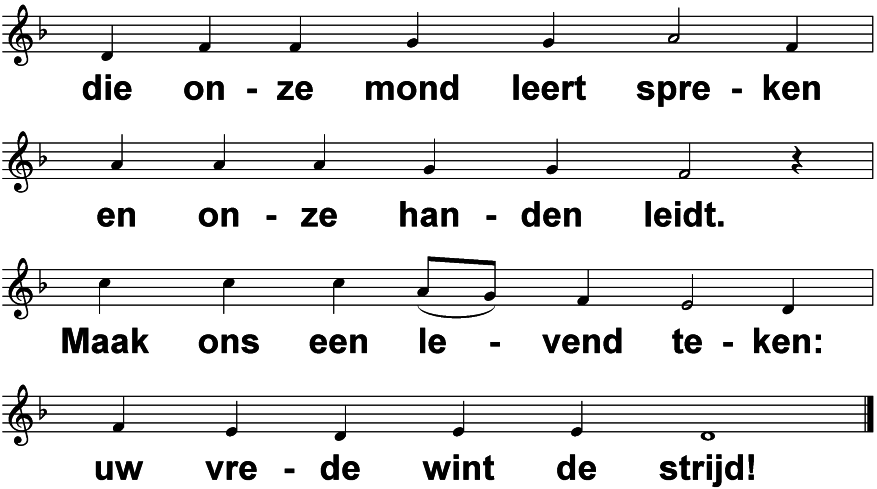 die on - ze mond leert spre - ken
en on - ze han - den leidt.
Maak ons een le - vend te - ken:
uw vre - de wint de strijd!